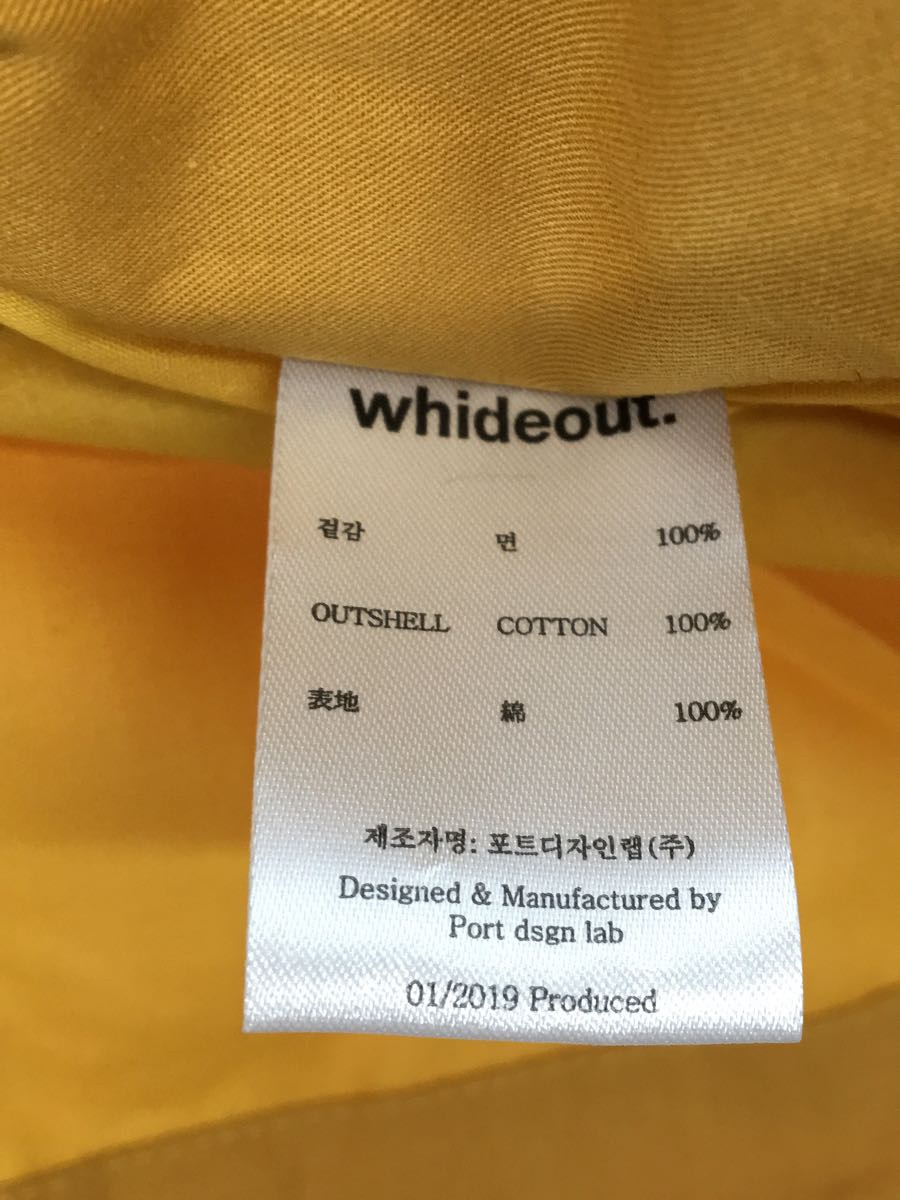 whideout.
겉감 면 100%
OUTSHELL COTTON 100%
表地 綿 100%
제조자명: 포트디자인랩(주)
Designed & Manufactured by
Port dsgn lab
01/2019 Produced